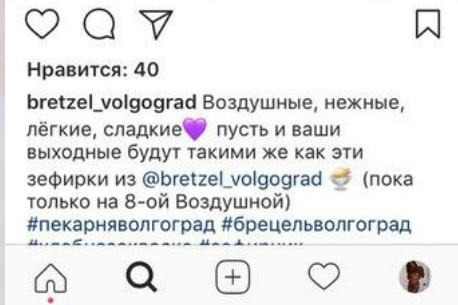 Нравится: 40
bretzel_volgograd Воздушные, нежные,
лёгкие, сладкие💜 пусть и ваши
выходные будут такими же как эти
зефирки из @bretzel_volgograd 🍜 (пока
только на 8-ой Воздушной)
#пекарняволгоград #брецельволгоград